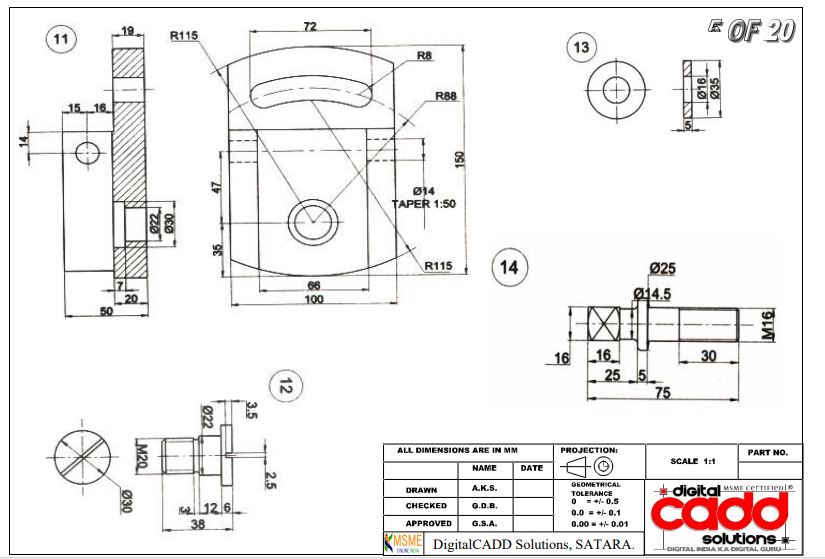 E OF 20
11
19
15
16
14
Ø22
Ø30
7
20
50
R115
72
R8
R88
150
47
Ø14
TAPER 1:50
35
R115
66
100
13
Ø16
Ø35
5
14
Ø25
Ø14.5
M16
16
16
30
25
5
75
12
3.5
Ø22
M20
Ø30
2.5
3
12
6
38
ALL DIMENSIONS ARE IN MM
NAME DATE
DRAWN A.K.S.
CHECKED G.D.B.
APPROVED G.S.A.
PROJECTION:
GEOMETRICAL
TOLERANCE
0 = +/- 0.5
0.0 = +/- 0.1
0.00 = +/- 0.01
SCALE 1:1
PART NO.
MSME
ONLINE NOW
DigitalCADD Solutions, SATARA.
digital MSME CERTIFIED ®
cadd
solutions
DIGITAL INDIA KA DIGITAL GURU